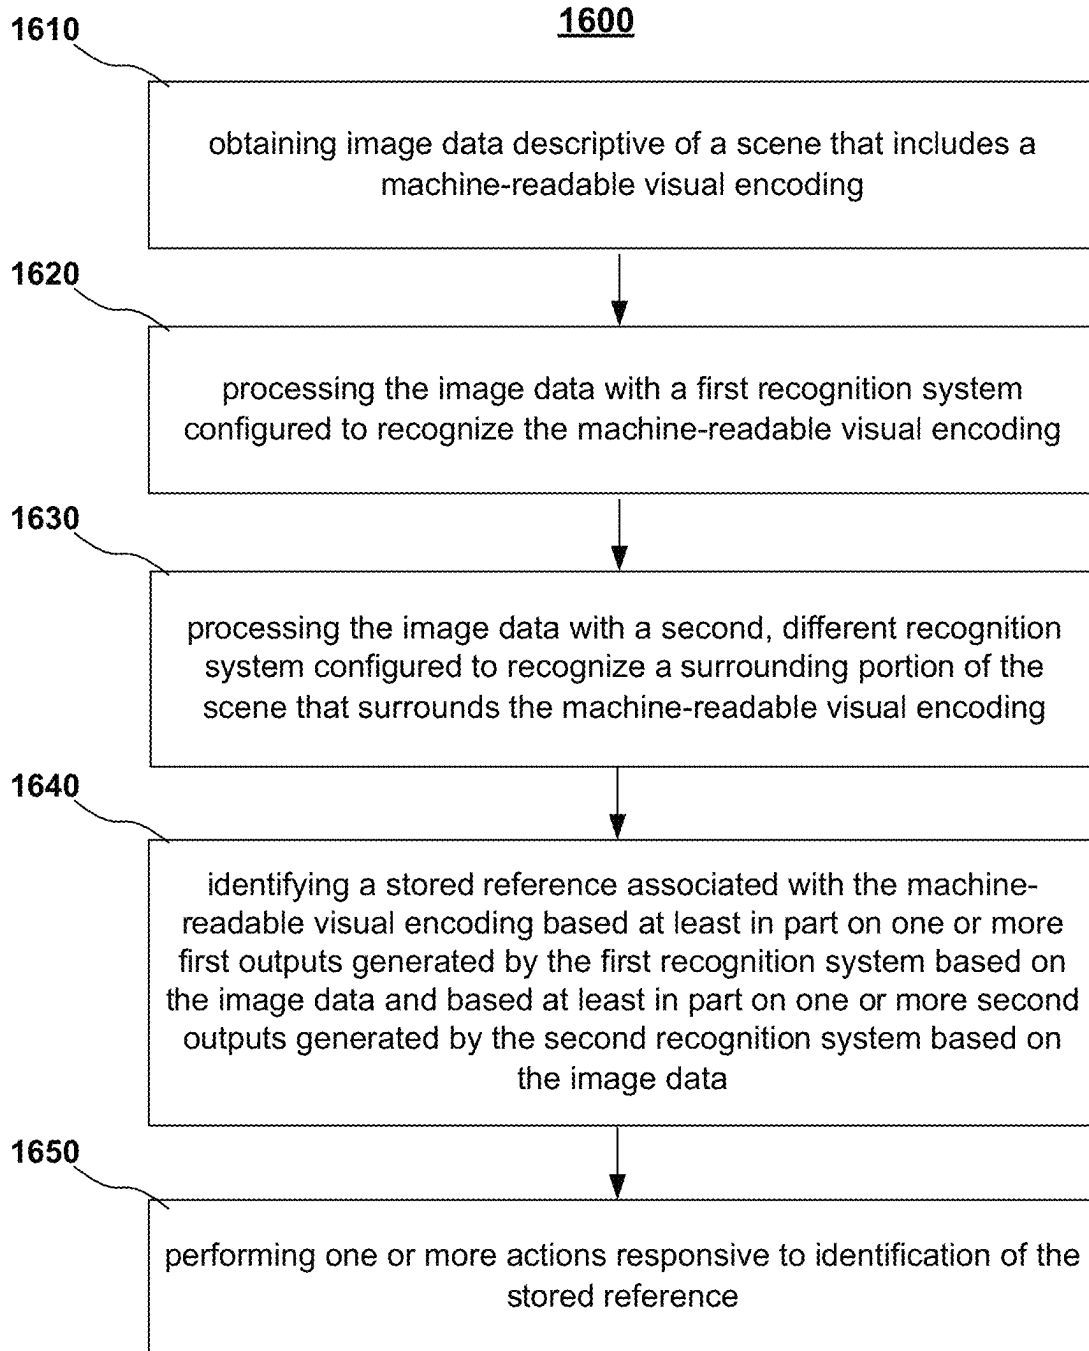 1600
1610
obtaining image data descriptive of a scene that includes a
machine-readable visual encoding
1620
processing the image data with a first recognition system
configured to recognize the machine-readable visual encoding
1630
processing the image data with a second, different recognition
system configured to recognize a surrounding portion of the
scene that surrounds the machine-readable visual encoding
1640
identifying a stored reference associated with the machine-
readable visual encoding based at least in part on one or more
first outputs generated by the first recognition system based on
the image data and based at least in part on one or more second
outputs generated by the second recognition system based on
the image data
1650
performing one or more actions responsive to identification of the
stored reference